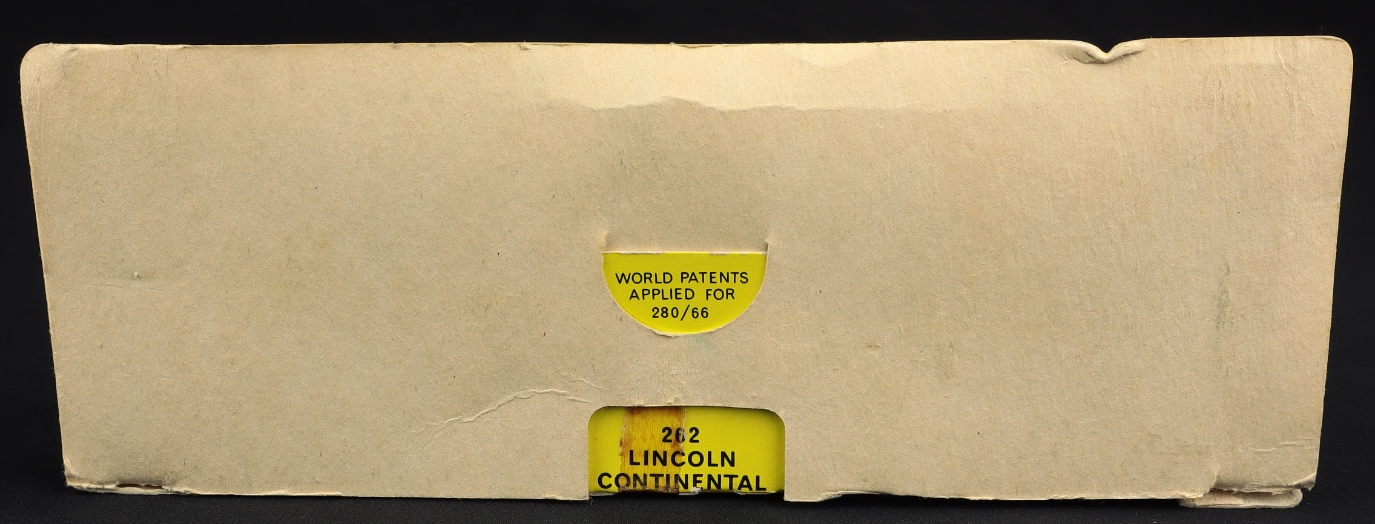 WORLD PATENTS
APPLIED FOR
280/66
262
LINCOLN
CONTINENTAL